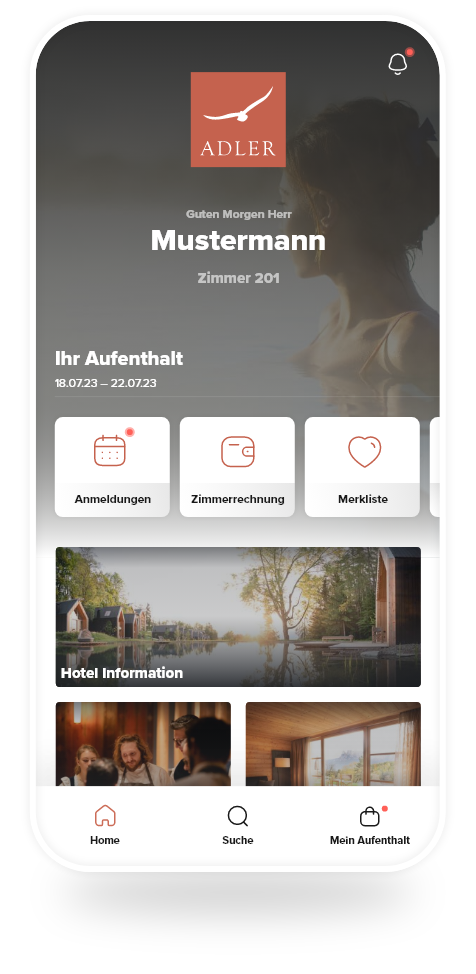 ADLER
Guten Morgen Herr
Mustermann
Zimmer 201
Ihr Aufenthalt
18.07.23 – 22.07.23
Anmeldungen
Zimmerrechnung
Merkliste
Hotel Information
Home
Suche
Mein Aufenthalt